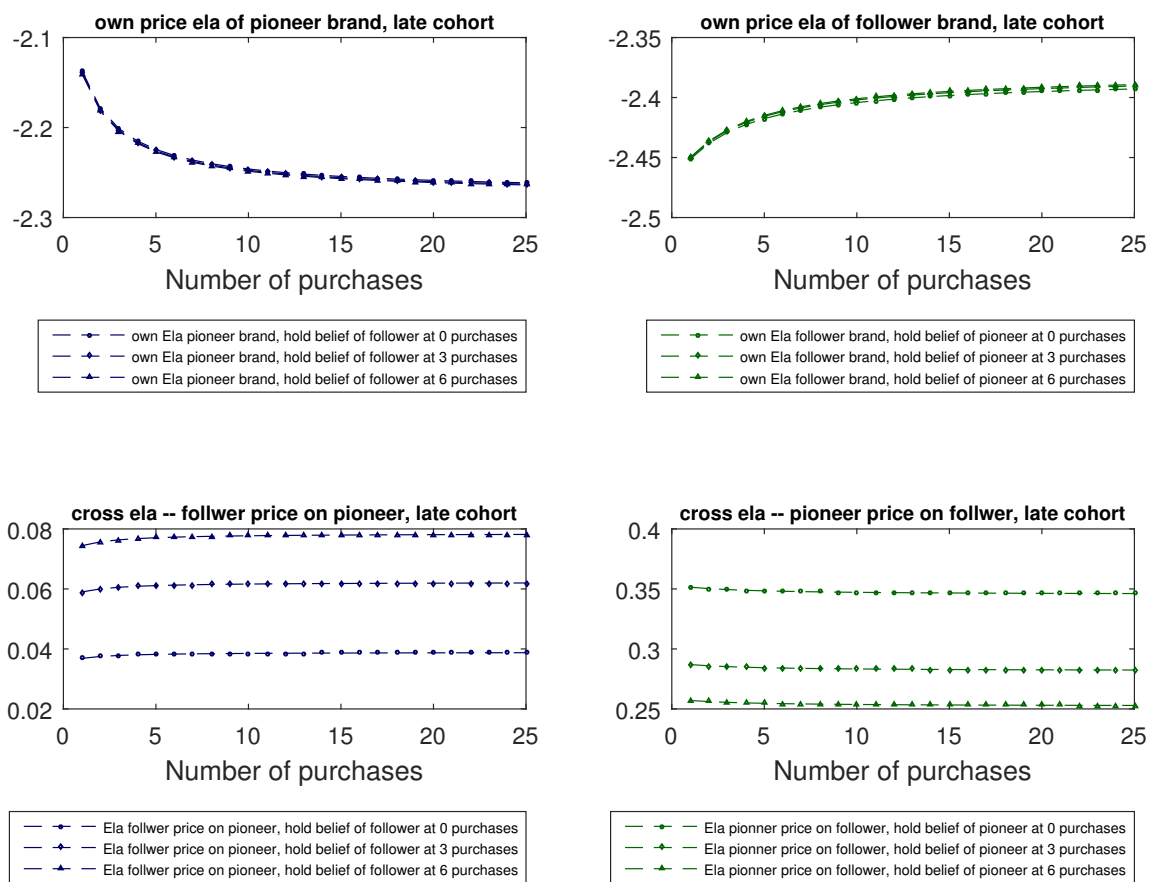 own price ela of pioneer brand, late cohort
-2.1
-2.2
-2.3
0 5 10 15 20 25
Number of purchases
own Ela pioneer brand, hold belief of follower at 0 purchases
own Ela pioneer brand, hold belief of follower at 3 purchases
own Ela pioneer brand, hold belief of follower at 6 purchases
own price ela of follower brand, late cohort
-2.35
-2.4
-2.45
-2.5
0 5 10 15 20 25
Number of purchases
own Ela follower brand, hold belief of pioneer at 0 purchases
own Ela follower brand, hold belief of pioneer at 3 purchases
own Ela follower brand, hold belief of pioneer at 6 purchases
cross ela -- follwer price on pioneer, late cohort
0.08
0.06
0.04
0.02
0 5 10 15 20 25
Number of purchases
Ela follwer price on pioneer, hold belief of follower at 0 purchases
Ela follwer price on pioneer, hold belief of follower at 3 purchases
Ela follwer price on pioneer, hold belief of follower at 6 purchases
cross ela -- pioneer price on follwer, late cohort
0.4
0.35
0.3
0.25
0 5 10 15 20 25
Number of purchases
Ela pionner price on follower, hold belief of pioneer at 0 purchases
Ela pionner price on follower, hold belief of pioneer at 3 purchases
Ela pionner price on follower, hold belief of pioneer at 6 purchases